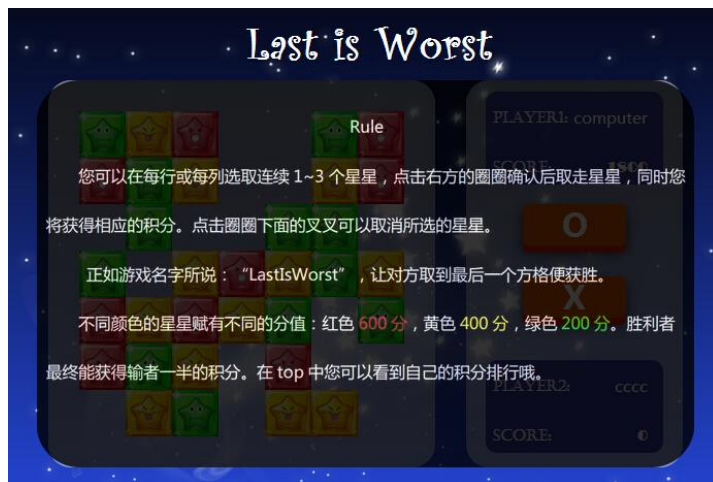 Last is Worst
Rule
PLAYER1: computer
SCORE: 1800
您可以在每行或每列选取连续 1~3 个星星，点击右方的圈圈确认后取走星星，同时您
将获得相应的积分。点击圈圈下面的叉叉可以取消所选的星星。
O
正如游戏名字所说：“LastIsWorst”，让对方取到最后一个方格便获胜。
X
不同颜色的星星赋有不同的分值：红色 600 分，黄色 400 分，绿色 200 分。胜利者
最终能获得输者一半的积分。在 top 中您可以看到自己的积分排行哦。
PLAYER2: cccc
SCORE: 0